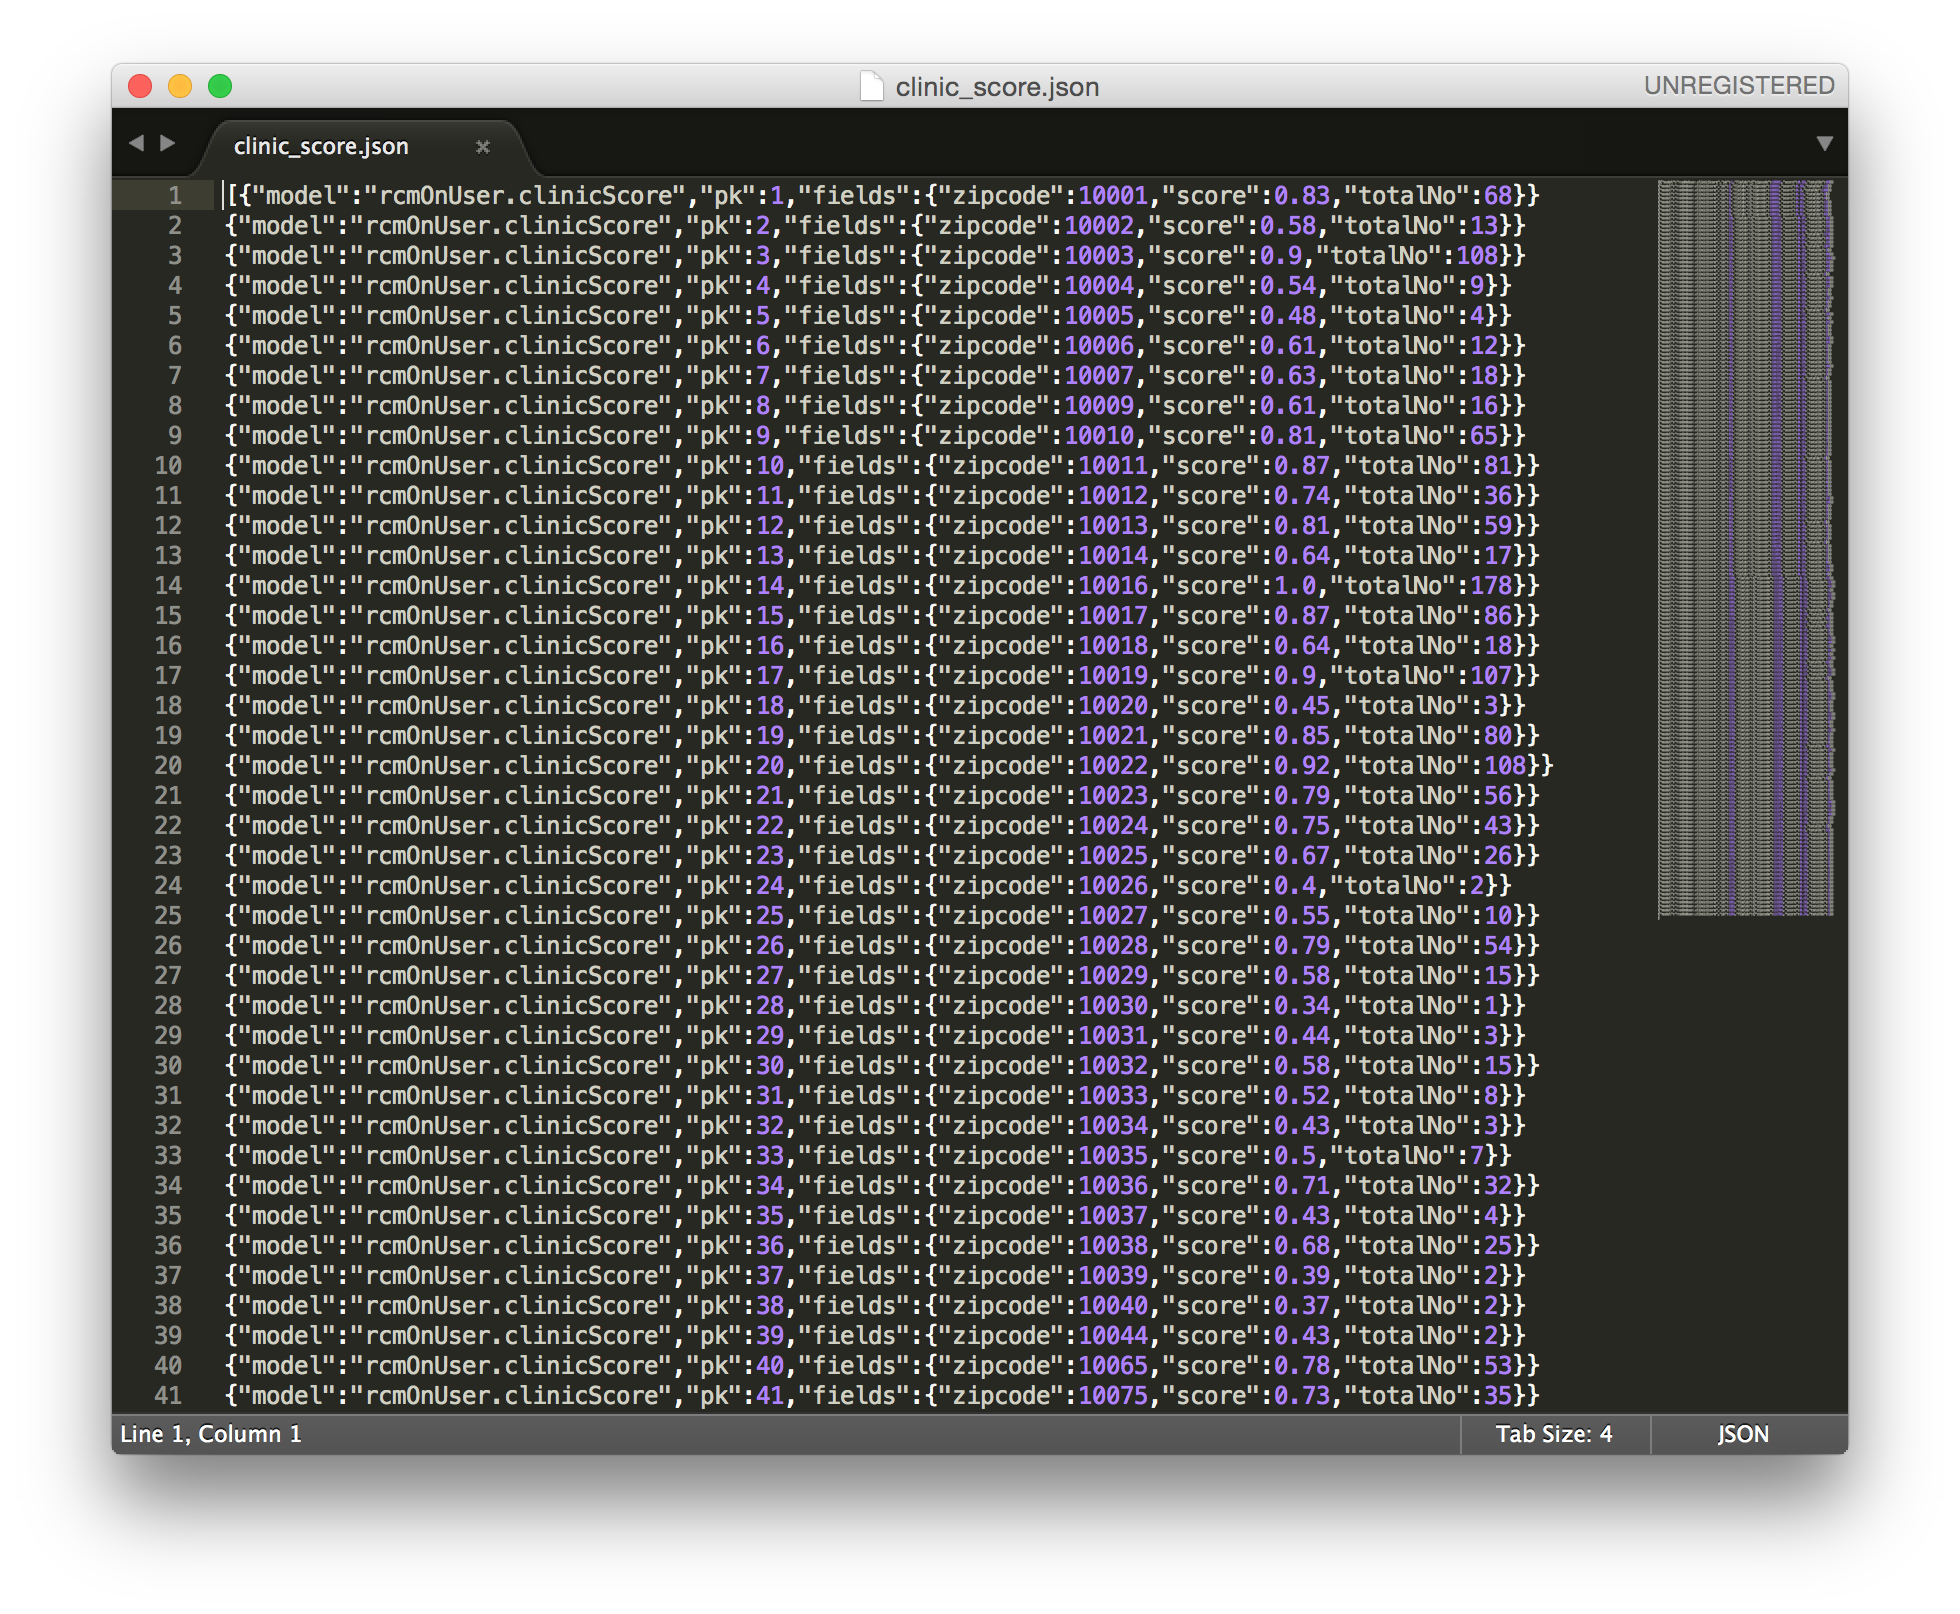 clinic_score.json
UNREGISTERED
clinic_score.json
1 [{"model":"rcmOnUser.clinicScore","pk":1,"fields":{"zipcode":10001,"score":0.83,"totalNo":68}}
2 {"model":"rcmOnUser.clinicScore","pk":2,"fields":{"zipcode":10002,"score":0.58,"totalNo":13}}
3 {"model":"rcmOnUser.clinicScore","pk":3,"fields":{"zipcode":10003,"score":0.9,"totalNo":108}}
4 {"model":"rcmOnUser.clinicScore","pk":4,"fields":{"zipcode":10004,"score":0.54,"totalNo":9}}
5 {"model":"rcmOnUser.clinicScore","pk":5,"fields":{"zipcode":10005,"score":0.48,"totalNo":4}}
6 {"model":"rcmOnUser.clinicScore","pk":6,"fields":{"zipcode":10006,"score":0.61,"totalNo":12}}
7 {"model":"rcmOnUser.clinicScore","pk":7,"fields":{"zipcode":10007,"score":0.63,"totalNo":18}}
8 {"model":"rcmOnUser.clinicScore","pk":8,"fields":{"zipcode":10009,"score":0.61,"totalNo":16}}
9 {"model":"rcmOnUser.clinicScore","pk":9,"fields":{"zipcode":10010,"score":0.81,"totalNo":65}}
10 {"model":"rcmOnUser.clinicScore","pk":10,"fields":{"zipcode":10011,"score":0.87,"totalNo":81}}
11 {"model":"rcmOnUser.clinicScore","pk":11,"fields":{"zipcode":10012,"score":0.74,"totalNo":36}}
12 {"model":"rcmOnUser.clinicScore","pk":12,"fields":{"zipcode":10013,"score":0.81,"totalNo":59}}
13 {"model":"rcmOnUser.clinicScore","pk":13,"fields":{"zipcode":10014,"score":0.64,"totalNo":17}}
14 {"model":"rcmOnUser.clinicScore","pk":14,"fields":{"zipcode":10016,"score":1.0,"totalNo":178}}
15 {"model":"rcmOnUser.clinicScore","pk":15,"fields":{"zipcode":10017,"score":0.87,"totalNo":86}}
16 {"model":"rcmOnUser.clinicScore","pk":16,"fields":{"zipcode":10018,"score":0.64,"totalNo":18}}
17 {"model":"rcmOnUser.clinicScore","pk":17,"fields":{"zipcode":10019,"score":0.9,"totalNo":107}}
18 {"model":"rcmOnUser.clinicScore","pk":18,"fields":{"zipcode":10020,"score":0.45,"totalNo":3}}
19 {"model":"rcmOnUser.clinicScore","pk":19,"fields":{"zipcode":10021,"score":0.85,"totalNo":80}}
20 {"model":"rcmOnUser.clinicScore","pk":20,"fields":{"zipcode":10022,"score":0.92,"totalNo":108}}
21 {"model":"rcmOnUser.clinicScore","pk":21,"fields":{"zipcode":10023,"score":0.79,"totalNo":56}}
22 {"model":"rcmOnUser.clinicScore","pk":22,"fields":{"zipcode":10024,"score":0.75,"totalNo":43}}
23 {"model":"rcmOnUser.clinicScore","pk":23,"fields":{"zipcode":10025,"score":0.67,"totalNo":26}}
24 {"model":"rcmOnUser.clinicScore","pk":24,"fields":{"zipcode":10026,"score":0.4,"totalNo":2}}
25 {"model":"rcmOnUser.clinicScore","pk":25,"fields":{"zipcode":10027,"score":0.55,"totalNo":10}}
26 {"model":"rcmOnUser.clinicScore","pk":26,"fields":{"zipcode":10028,"score":0.79,"totalNo":54}}
27 {"model":"rcmOnUser.clinicScore","pk":27,"fields":{"zipcode":10029,"score":0.58,"totalNo":15}}
28 {"model":"rcmOnUser.clinicScore","pk":28,"fields":{"zipcode":10030,"score":0.34,"totalNo":1}}
29 {"model":"rcmOnUser.clinicScore","pk":29,"fields":{"zipcode":10031,"score":0.44,"totalNo":3}}
30 {"model":"rcmOnUser.clinicScore","pk":30,"fields":{"zipcode":10032,"score":0.58,"totalNo":15}}
31 {"model":"rcmOnUser.clinicScore","pk":31,"fields":{"zipcode":10033,"score":0.52,"totalNo":8}}
32 {"model":"rcmOnUser.clinicScore","pk":32,"fields":{"zipcode":10034,"score":0.43,"totalNo":3}}
33 {"model":"rcmOnUser.clinicScore","pk":33,"fields":{"zipcode":10035,"score":0.5,"totalNo":7}}
34 {"model":"rcmOnUser.clinicScore","pk":34,"fields":{"zipcode":10036,"score":0.71,"totalNo":32}}
35 {"model":"rcmOnUser.clinicScore","pk":35,"fields":{"zipcode":10037,"score":0.43,"totalNo":4}}
36 {"model":"rcmOnUser.clinicScore","pk":36,"fields":{"zipcode":10038,"score":0.68,"totalNo":25}}
37 {"model":"rcmOnUser.clinicScore","pk":37,"fields":{"zipcode":10039,"score":0.39,"totalNo":2}}
38 {"model":"rcmOnUser.clinicScore","pk":38,"fields":{"zipcode":10040,"score":0.37,"totalNo":2}}
39 {"model":"rcmOnUser.clinicScore","pk":39,"fields":{"zipcode":10044,"score":0.43,"totalNo":2}}
40 {"model":"rcmOnUser.clinicScore","pk":40,"fields":{"zipcode":10065,"score":0.78,"totalNo":53}}
41 {"model":"rcmOnUser.clinicScore","pk":41,"fields":{"zipcode":10075,"score":0.73,"totalNo":35}}
Line 1, Column 1
Tab Size: 4
JSON